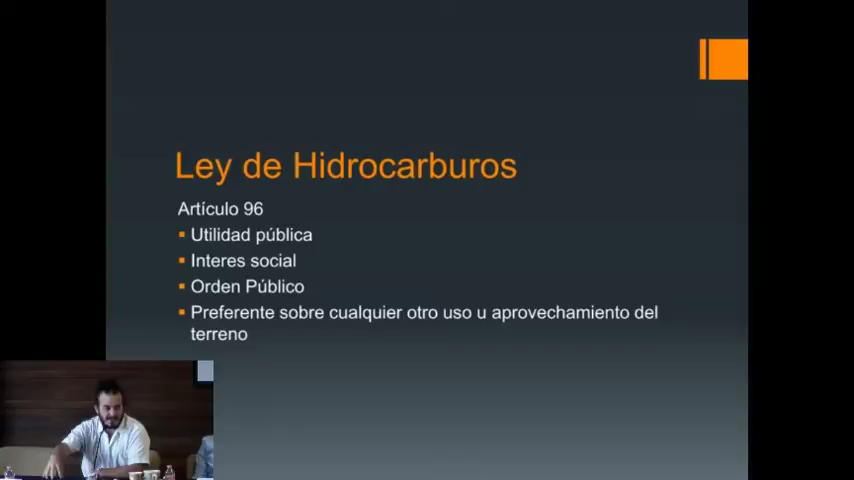 Ley de Hidrocarburos
Artículo 96
Utilidad pública
Interes social
Orden Público
Preferente sobre cualquier otro uso u aprovechamiento del
terreno